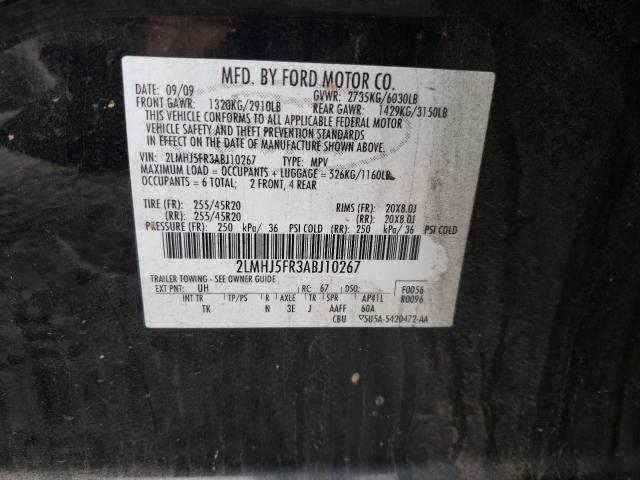 MFD. BY FORD MOTOR CO.
DATE: 09/09 GVWR: 2735KG/6030LB
FRONT GAWR: 1320KG/2910LB REAR GAWR: 1429KG/3150LB
THIS VEHICLE CONFORMS TO ALL APPLICABLE FEDERAL MOTOR
VEHICLE SAFETY AND THEFT PREVENTION STANDARDS
IN EFFECT ON THE DATE OF MANUFACTURE SHOWN ABOVE.
VIN: 2LMHJ5FR3ABJ10267 TYPE: MPV
MAXIMUM LOAD = OCCUPANTS + LUGGAGE = 526KG/1160LB
OCCUPANTS = 6 TOTAL; 2 FRONT, 4 REAR
TIRE (FR): 255/45R20 RIMS (FR): 20X8.0J
(RR): 255/45R20 (RR): 20X8.0J
PRESSURE (FR): 250 kPa/ 36 PSI COLD (RR): 250 kPa/ 36 PSI COLD
2LMHJ5FR3ABJ10267
TRAILER TOWING - SEE OWNER GUIDE
EXT PNT: UH RC: 67 DSO: F0056
INT TR TP/PS R AXLE TR SPR AP41L R0096
TK N 3E J AAFF 60A
CBU 5U5A-5420472-AA